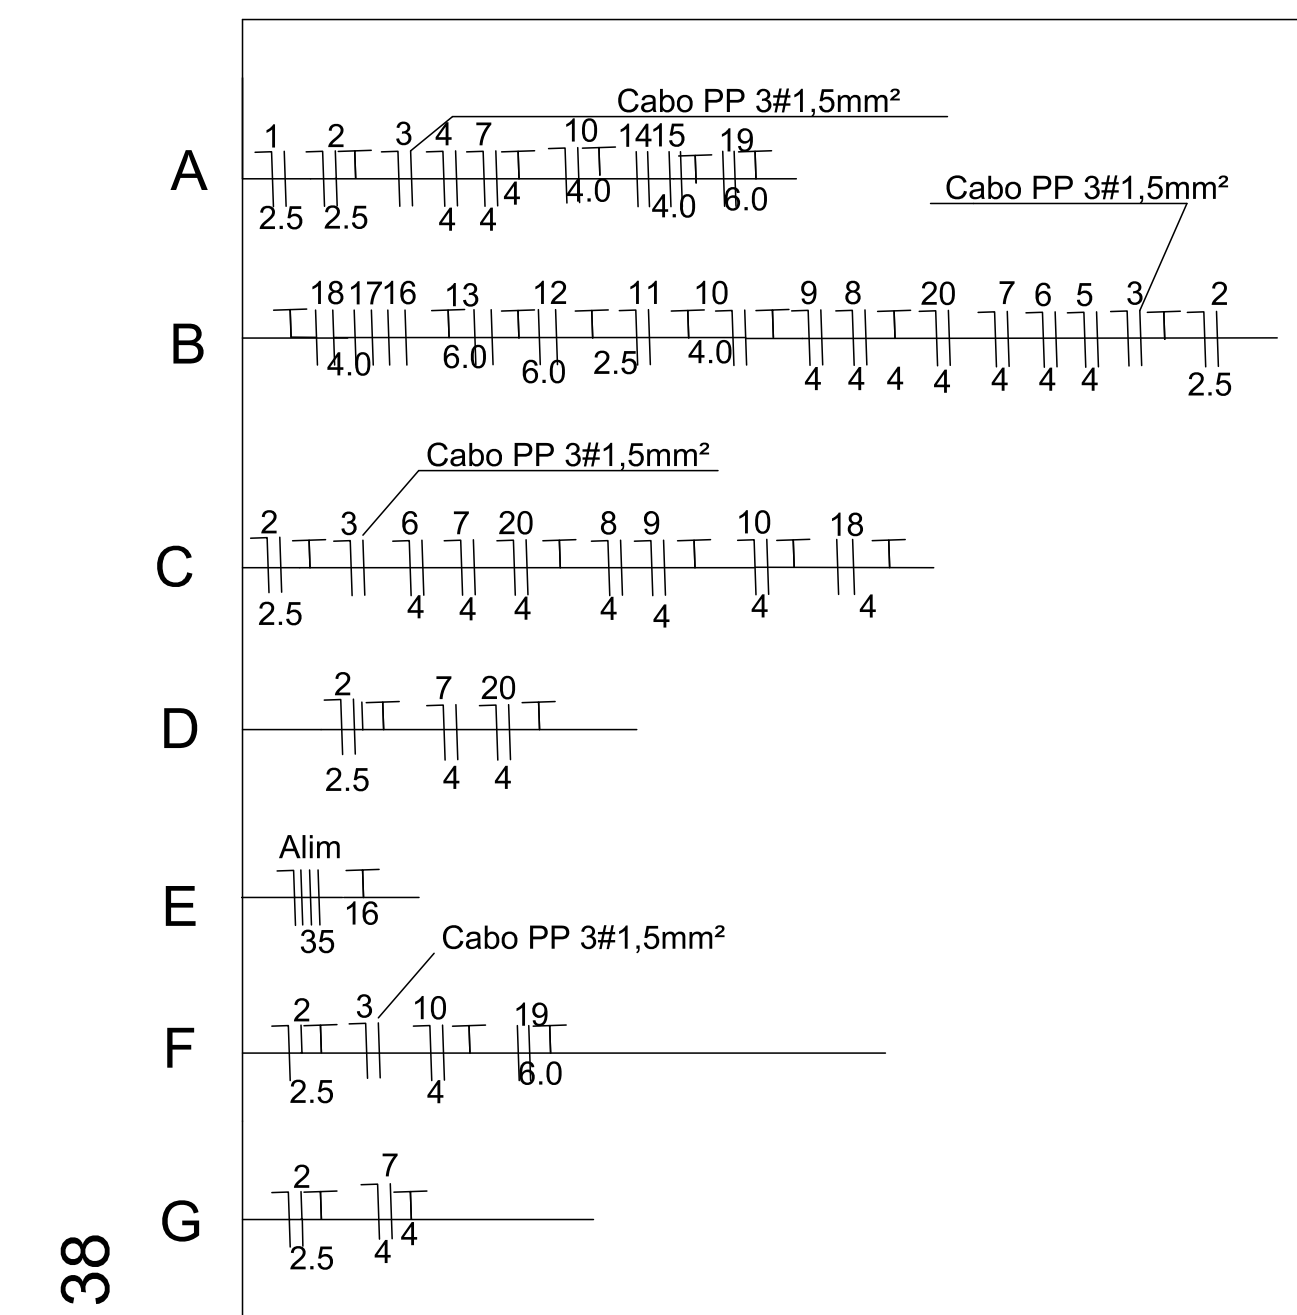 Cabo PP 3#1,5mm²
1 2 3 4 7 10 14 15 19
A
4 4.0 4.0 6.0
2.5 2.5 4 4
Cabo PP 3#1,5mm²
18 17 16 13 12 11 10 9 8 20 7 6 5 3 2
B
4.0 6.0 6.0 2.5 4.0
4 4 4 4 4 4 4 2.5
Cabo PP 3#1,5mm²
2 3 6 7 20 8 9 10 18
C
2.5 4 4 4 4 4 4 4
2 7 20
D
2.5 4 4
Alim
E
16
35
Cabo PP 3#1,5mm²
2 3 10 19
F
2.5 4 6.0
2 7
G
2.5 4 4
38